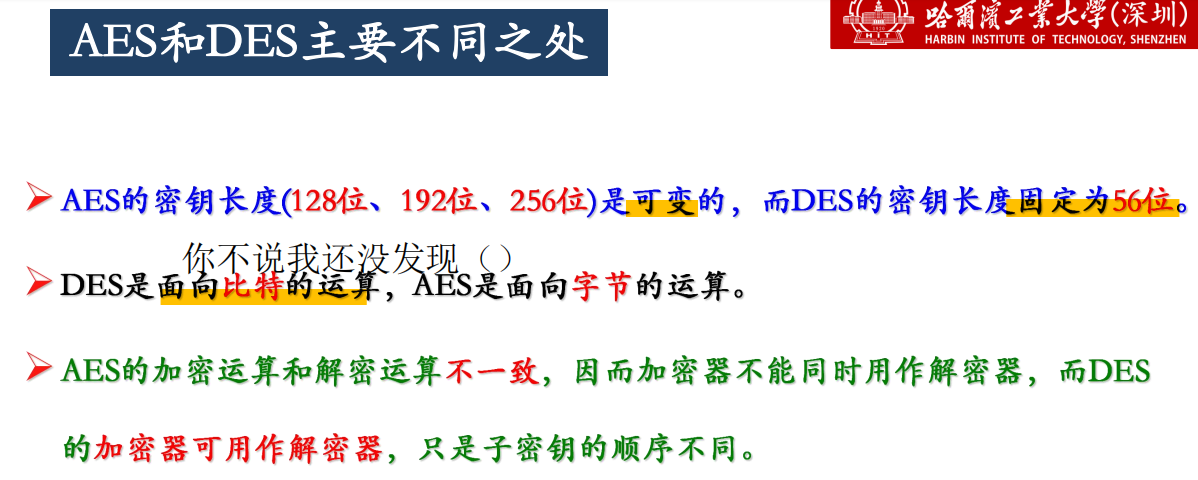 AES和DES主要不同之处
哈爾濱工業大學(深圳)
HARBIN INSTITUTE OF TECHNOLOGY, SHENZHEN
HIT
AES的密钥长度(128位、192位、256位)是可变的，而DES的密钥长度固定为56位。
你不说我还没发现（）
DES是面向比特的运算，AES是面向字节的运算。
AES的加密运算和解密运算不一致，因而加密器不能同时用作解密器，而DES
的加密器可用作解密器，只是子密钥的顺序不同。